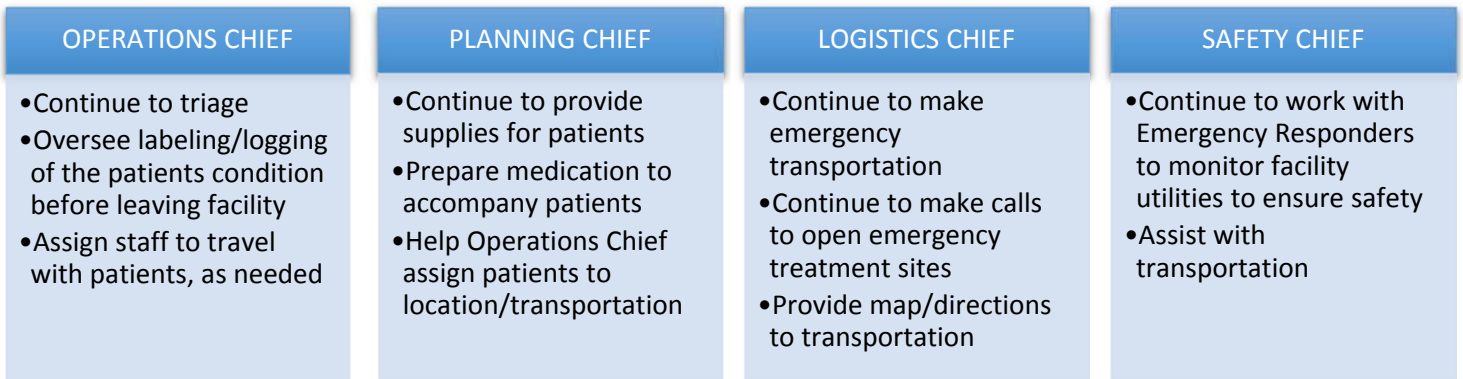 OPERATIONS CHIEF
•Continue to triage
•Oversee labeling/logging
of the patients condition
before leaving facility
•Assign staff to travel
with patients, as needed
PLANNING CHIEF
•Continue to provide
supplies for patients
•Prepare medication to
accompany patients
•Help Operations Chief
assign patients to
location/transportation
LOGISTICS CHIEF
•Continue to make
emergency
transportation
•Continue to make calls
to open emergency
treatment sites
•Provide map/directions
to transportation
SAFETY CHIEF
•Continue to work with
Emergency Responders
to monitor facility
utilities to ensure safety
•Assist with
transportation